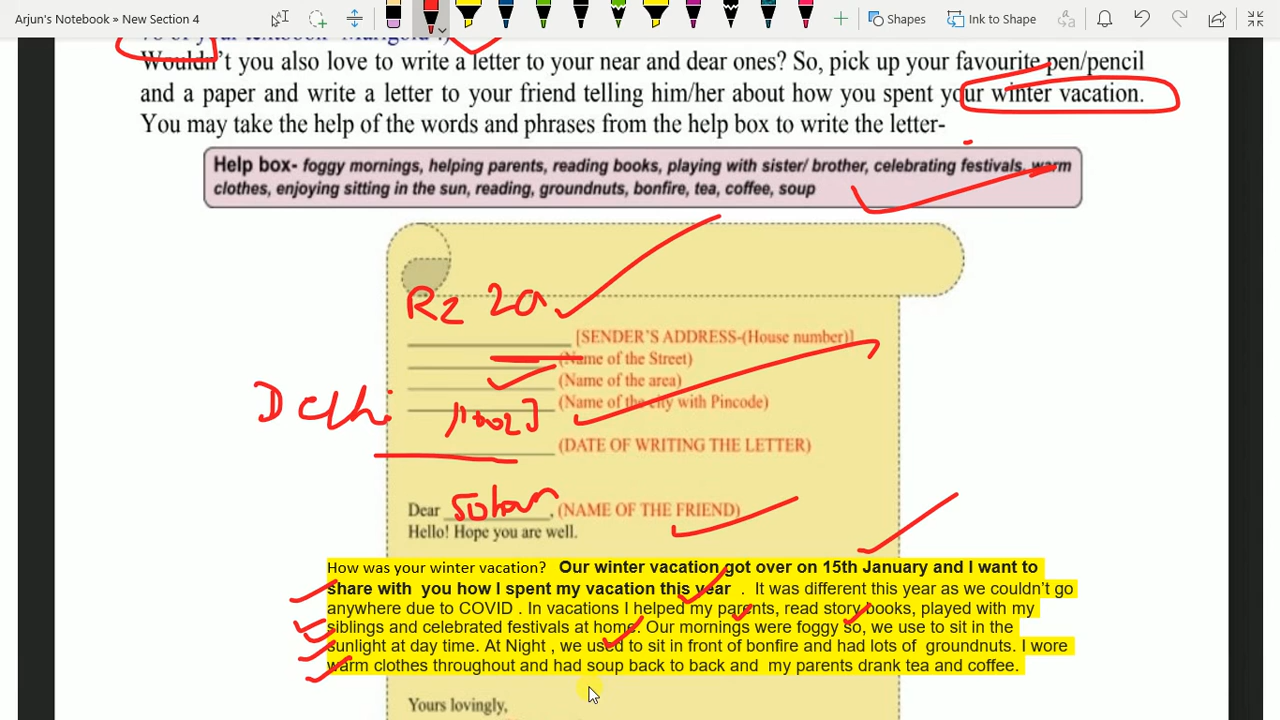 Arjun's Notebook » New Section 4
Shapes
Ink to Shape
of your textbook
Wouldn't you also love to write a letter to your near and dear ones? So, pick up your favourite pen/pencil
and a paper and write a letter to your friend telling him/her about how you spent your winter vacation.
You may take the help of the words and phrases from the help box to write the letter-
Help box- foggy mornings, helping parents, reading books, playing with sister/ brother, celebrating festivals, warm
clothes, enjoying sitting in the sun, reading, groundnuts, bonfire, tea, coffee, soup
Rz 20
[SENDER'S ADDRESS-(House number)]
(Name of the Street)
(Name of the area)
Delhi
(Name of the city with Pincode)
(DATE OF WRITING THE LETTER)
Dear Sohan, (NAME OF THE FRIEND)
Hello! Hope you are well.
How was your winter vacation? Our winter vacation got over on 15th January and I want to
share with you how I spent my vacation this year . It was different this year as we couldn't go
anywhere due to COVID . In vacations I helped my parents, read story books, played with my
siblings and celebrated festivals at home. Our mornings were foggy so, we use to sit in the
sunlight at day time. At Night , we used to sit in front of bonfire and had lots of groundnuts. I wore
warm clothes throughout and had soup back to back and my parents drank tea and coffee.
Yours lovingly,